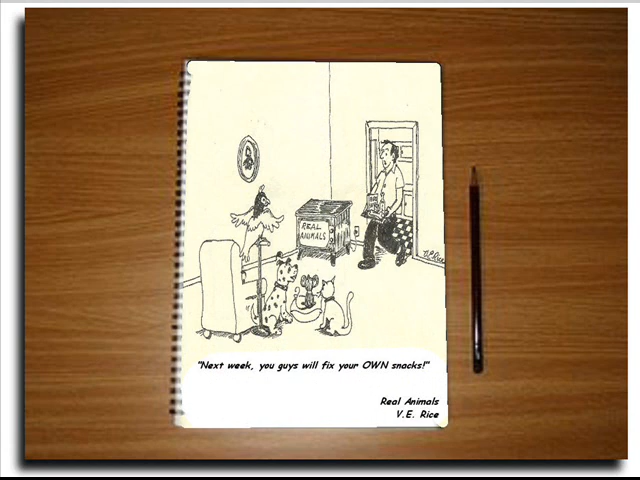 REAL
ANIMALS
"Next week, you guys will fix your OWN snacks!"
Real Animals
V.E. Rice